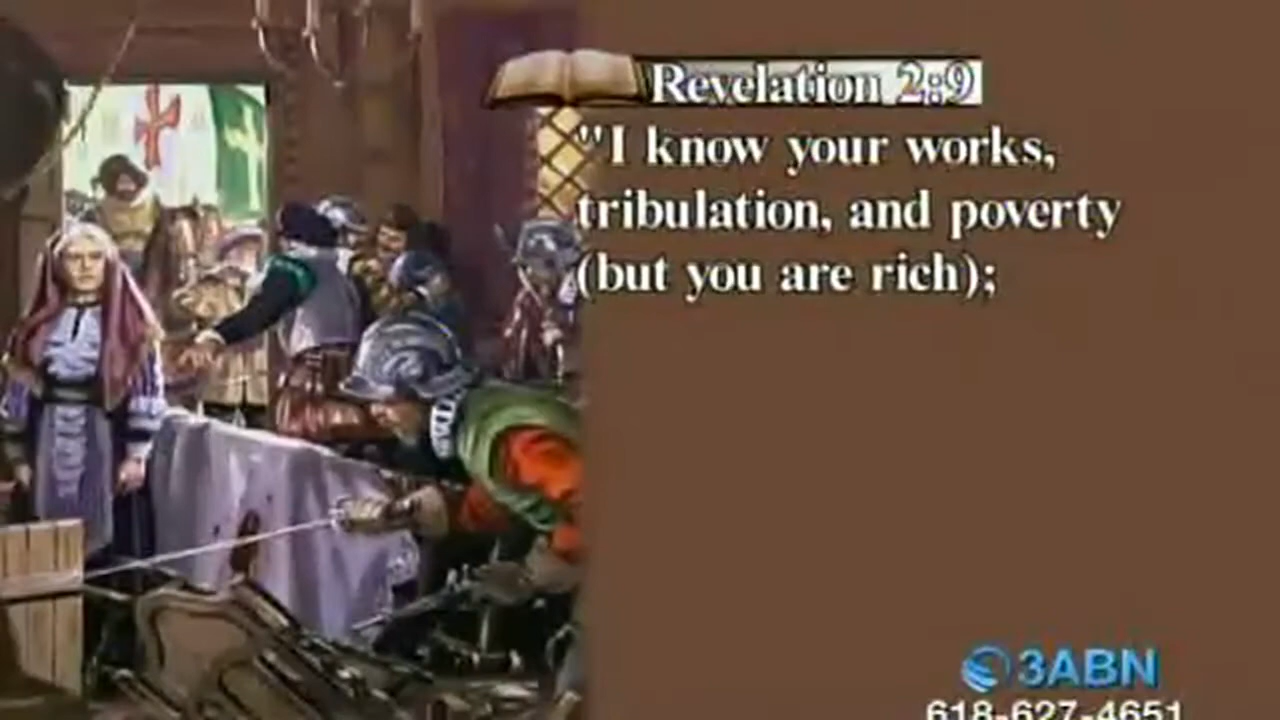 Revelation 2:9
"I know your works,
tribulation, and poverty
(but you are rich);
3ABN
618-627-4651